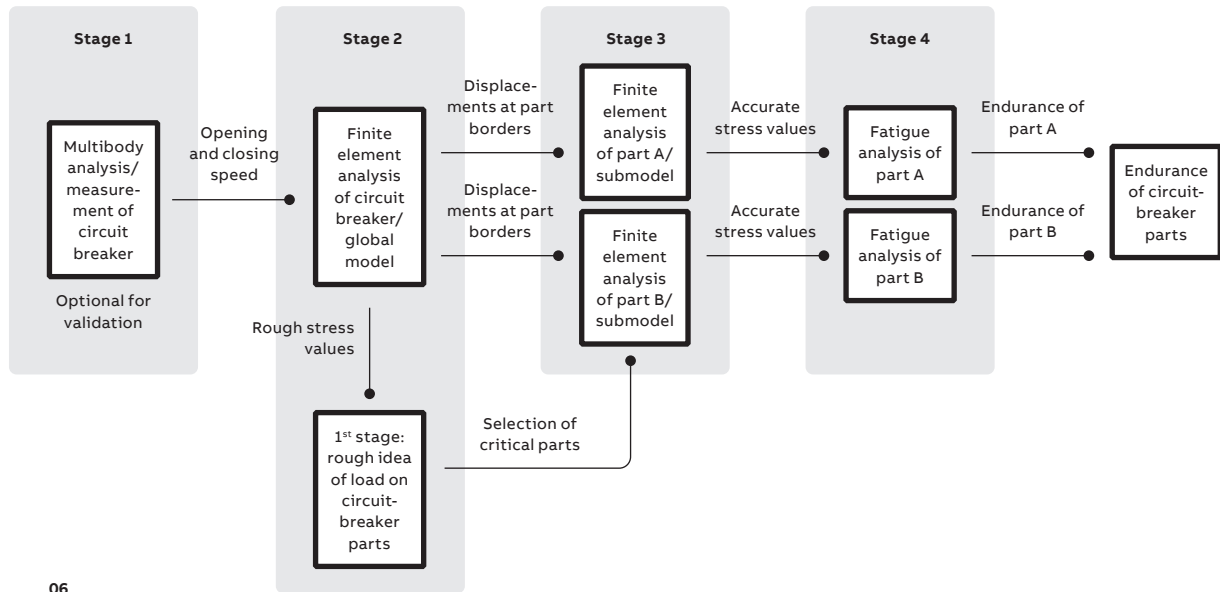 Stage 1
Multibody
analysis/
measure-
ment of
circuit
breaker
Optional for
validation
Opening
and closing
speed
Stage 2
Finite
element
analysis
of circuit
breaker/
global
model
Rough stress
values
1st stage:
rough idea
of load on
circuit-
breaker
parts
Displace-
ments at part
borders
Displace-
ments at part
borders
Selection of
critical parts
Stage 3
Finite
element
analysis
of part A/
submodel
Finite
element
analysis
of part B/
submodel
Accurate
stress values
Accurate
stress values
Stage 4
Fatigue
analysis of
part A
Fatigue
analysis of
part B
Endurance of
part A
Endurance of
part B
Endurance
of circuit-
breaker
parts
06